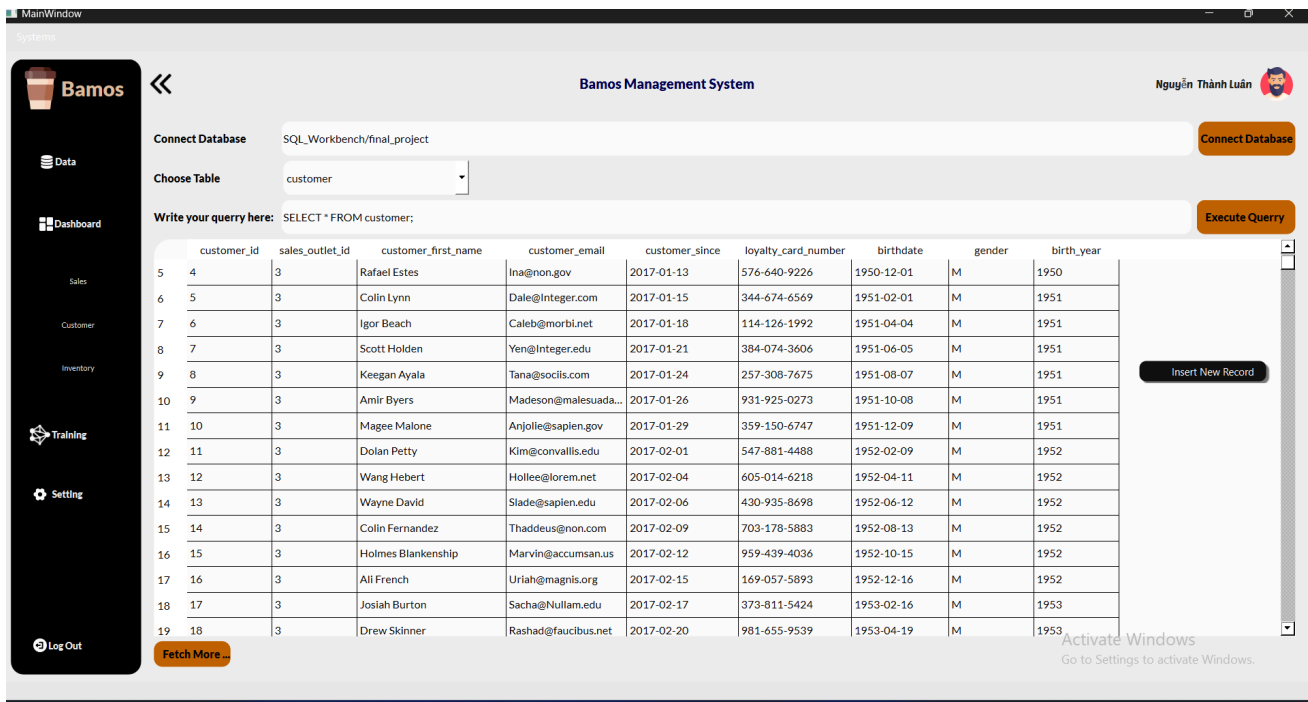 MainWindow
Systems
Bamos
Bamos Management System
Nguyễn Thành Luân
Connect Database
SQL_Workbench/final_project
Connect Database
Data
Choose Table
customer
Dashboard
Write your querry here:
SELECT * FROM customer;
Execute Querry
Sales
Customer
Inventory
Training
Setting
Log Out
customer_id sales_outlet_id customer_first_name customer_email customer_since loyalty_card_number birthdate gender birth_year
5 4 3 Rafael Estes Ina@non.gov 2017-01-13 576-640-9226 1950-12-01 M 1950
6 5 3 Colin Lynn Dale@Integer.com 2017-01-15 344-674-6569 1951-02-01 M 1951
7 6 3 Igor Beach Caleb@morbi.net 2017-01-18 114-126-1992 1951-04-04 M 1951
8 7 3 Scott Holden Yen@Integer.edu 2017-01-21 384-074-3606 1951-06-05 M 1951
9 8 3 Keegan Ayala Tana@sociis.com 2017-01-24 257-308-7675 1951-08-07 M 1951
10 9 3 Amir Byers Madeson@malesuada... 2017-01-26 931-925-0273 1951-10-08 M 1951
11 10 3 Magee Malone Anjolie@sapien.gov 2017-01-29 359-150-6747 1951-12-09 M 1951
12 11 3 Dolan Petty Kim@convallis.edu 2017-02-01 547-881-4488 1952-02-09 M 1952
13 12 3 Wang Hebert Hollee@lorem.net 2017-02-04 605-014-6218 1952-04-11 M 1952
14 13 3 Wayne David Slade@sapien.edu 2017-02-06 430-935-8698 1952-06-12 M 1952
15 14 3 Colin Fernandez Thaddeus@non.com 2017-02-09 703-178-5883 1952-08-13 M 1952
16 15 3 Holmes Blankenship Marvin@accumsan.us 2017-02-12 959-439-4036 1952-10-15 M 1952
17 16 3 Ali French Uriah@magnis.org 2017-02-15 169-057-5893 1952-12-16 M 1952
18 17 3 Josiah Burton Sacha@Nullam.edu 2017-02-17 373-811-5424 1953-02-16 M 1953
19 18 3 Drew Skinner Rashad@faucibus.net 2017-02-20 981-655-9539 1953-04-19 M 1953
Insert New Record
Fetch More ...
Activate Windows
Go to Settings to activate Windows.